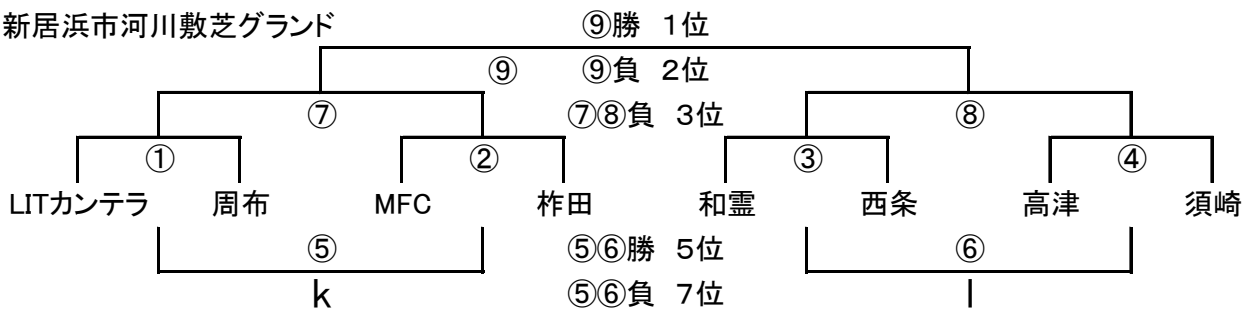 新居浜市河川敷芝グランド ⑨勝 1位
⑨ ⑨負 2位
⑦ ⑦⑧負 3位 ⑧
① ② ③ ④
LITカンテラ 周布 MFC 柞田 和霊 西条 高津 須崎
⑤ ⑤⑥勝 5位 ⑥
k ⑤⑥負 7位 l